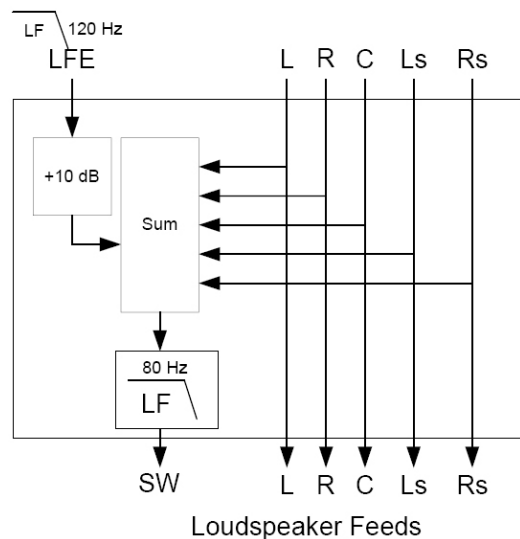 LF 120 Hz
LFE L R C Ls Rs
+10 dB
Sum
80 Hz
LF
SW L R C Ls Rs
Loudspeaker Feeds